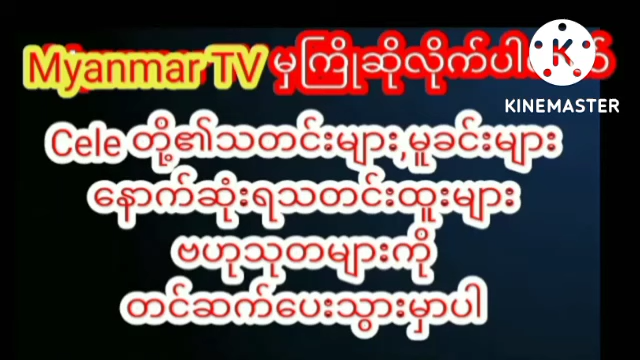 Myanmar TV မှကြိုဆိုလိုက်ပါ
KINEMASTER
Cele တို့၏သတင်းများ,မူခင်းများ
နောက်ဆုံးရသတင်းထူးများ
ဗဟုသုတများကို
တင်ဆက်ပေးသွားမှာပါ